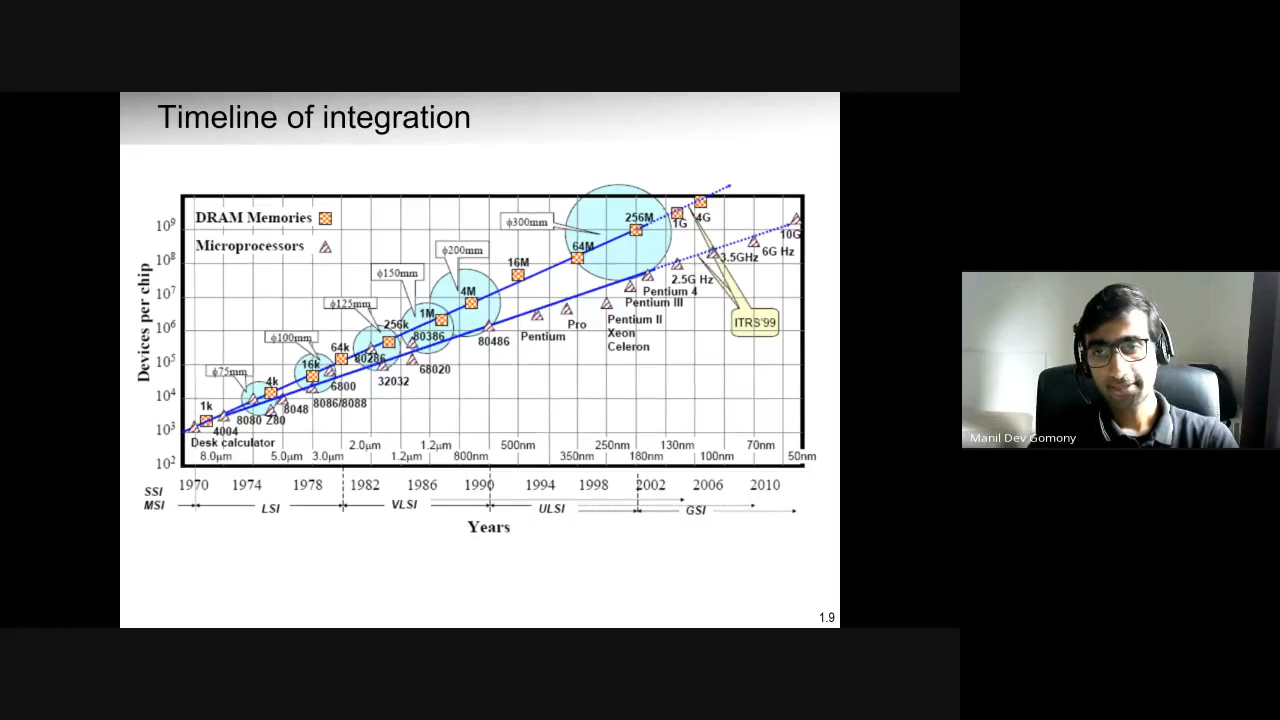 Timeline of integration
DRAM Memories
Microprocessors
Devices per chip
10⁹
10⁸
10⁷
10⁶
10⁵
10⁴
10³
10²
ϕ75mm
ϕ100mm
ϕ125mm
ϕ150mm
ϕ200mm
ϕ300mm
1k
4k
16k
64k
256k
1M
4M
16M
64M
256M
1G
4G
4004
8080
Z80
8048
8086/8088
6800
80286
32032
80386
68020
80486
Pentium
Pro
Pentium II
Xeon
Celeron
Pentium III
Pentium 4
2.5G Hz
3.5GHz
6G Hz
10G
ITRS'99
Desk calculator
8.0µm
5.0µm
3.0µm
2.0µm
1.2µm
1.2µm
800nm
500nm
350nm
250nm
180nm
130nm
100nm
70nm
50nm
1970 1974 1978 1982 1986 1990 1994 1998 2002 2006 2010
SSI
MSI
LSI
VLSI
ULSI
GSI
Years
1.9
Manil Dev Gomony